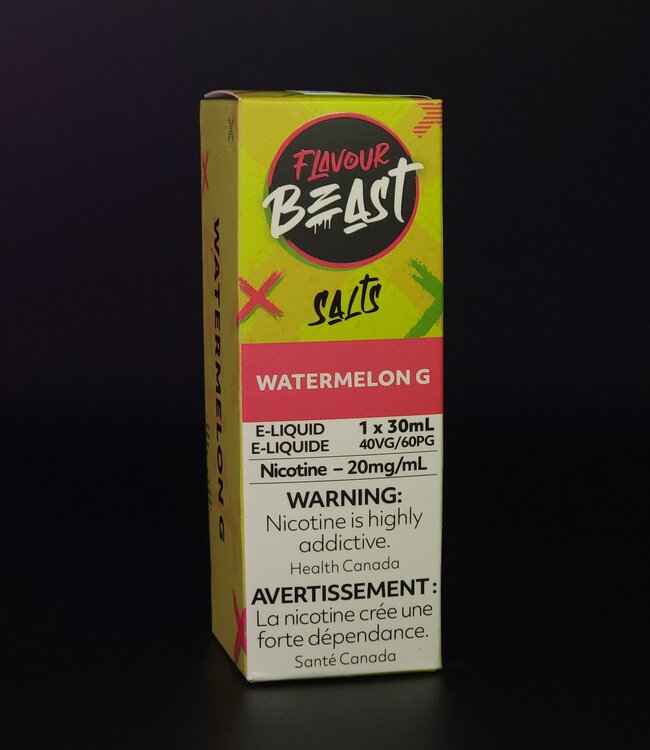 FLAVOUR
BEAST
SALTS
WATERMELON G
E-LIQUID 1 x 30mL
E-LIQUIDE 40VG/60PG
Nicotine – 20mg/mL
WARNING:
Nicotine is highly
addictive.
Health Canada
AVERTISSEMENT :
La nicotine crée une
forte dépendance.
Santé Canada
WATERMELON G